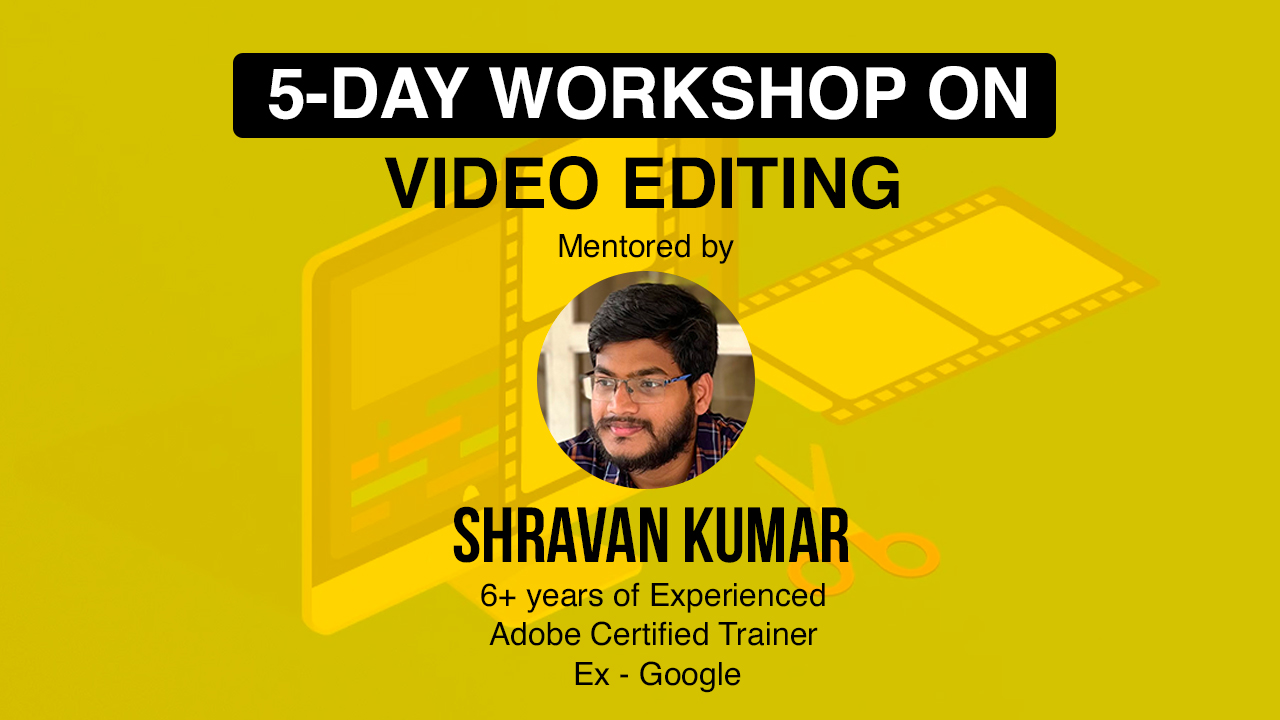 5-DAY WORKSHOP ON
VIDEO EDITING
Mentored by
SHRAVAN KUMAR
6+ years of Experienced
Adobe Certified Trainer
Ex - Google